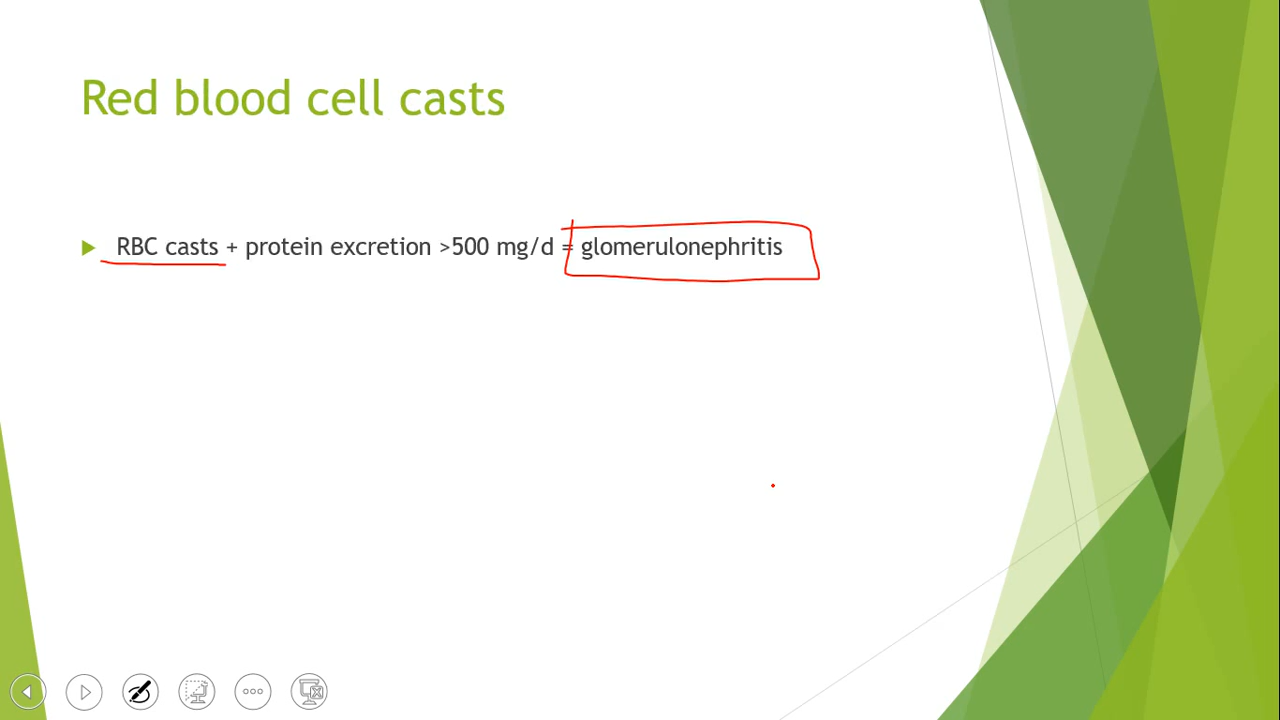 Red blood cell casts
RBC casts + protein excretion >500 mg/d = glomerulonephritis